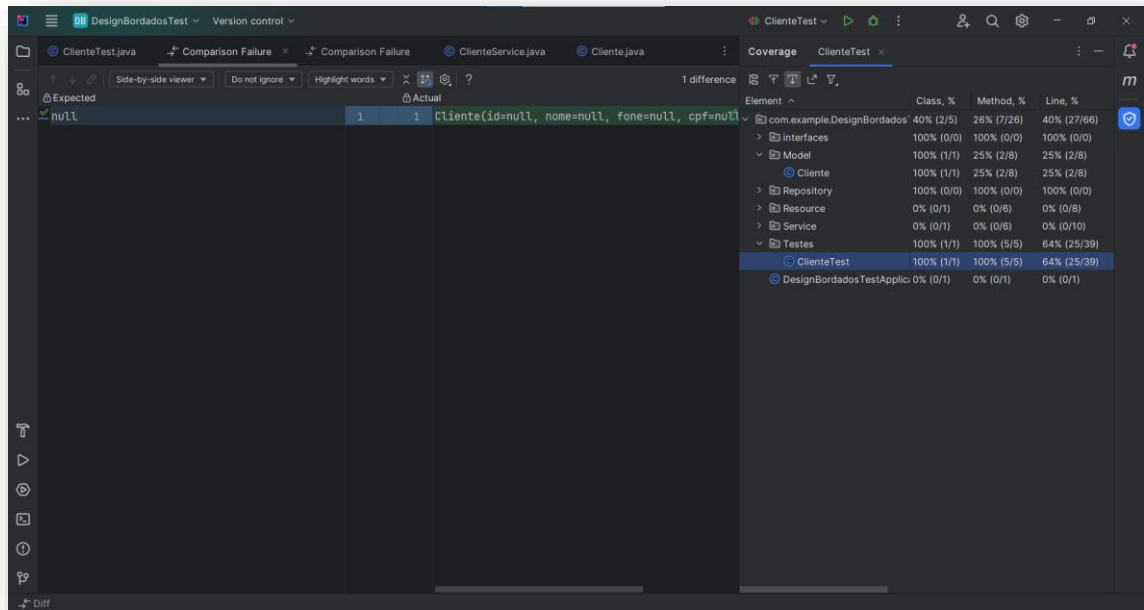 DB DesignBordadosTest Version control ClienteTest
ClienteTest.java Comparison Failure Comparison Failure ClienteService.java Cliente.java Coverage ClienteTest
Side-by-side viewer Do not ignore Highlight words ? 1 difference
Expected Actual
null 1 1 Cliente(id=null, nome=null, fone=null, cpf=null
Element Class, % Method, % Line, %
com.example.DesignBordados 40% (2/5) 26% (7/26) 40% (27/66)
interfaces 100% (0/0) 100% (0/0) 100% (0/0)
Model 100% (1/1) 25% (2/8) 25% (2/8)
Cliente 100% (1/1) 25% (2/8) 25% (2/8)
Repository 100% (0/0) 100% (0/0) 100% (0/0)
Resource 0% (0/1) 0% (0/6) 0% (0/8)
Service 0% (0/1) 0% (0/6) 0% (0/10)
Testes 100% (1/1) 100% (5/5) 64% (25/39)
ClienteTest 100% (1/1) 100% (5/5) 64% (25/39)
DesignBordadosTestApplic 0% (0/1) 0% (0/1) 0% (0/1)
m
Diff